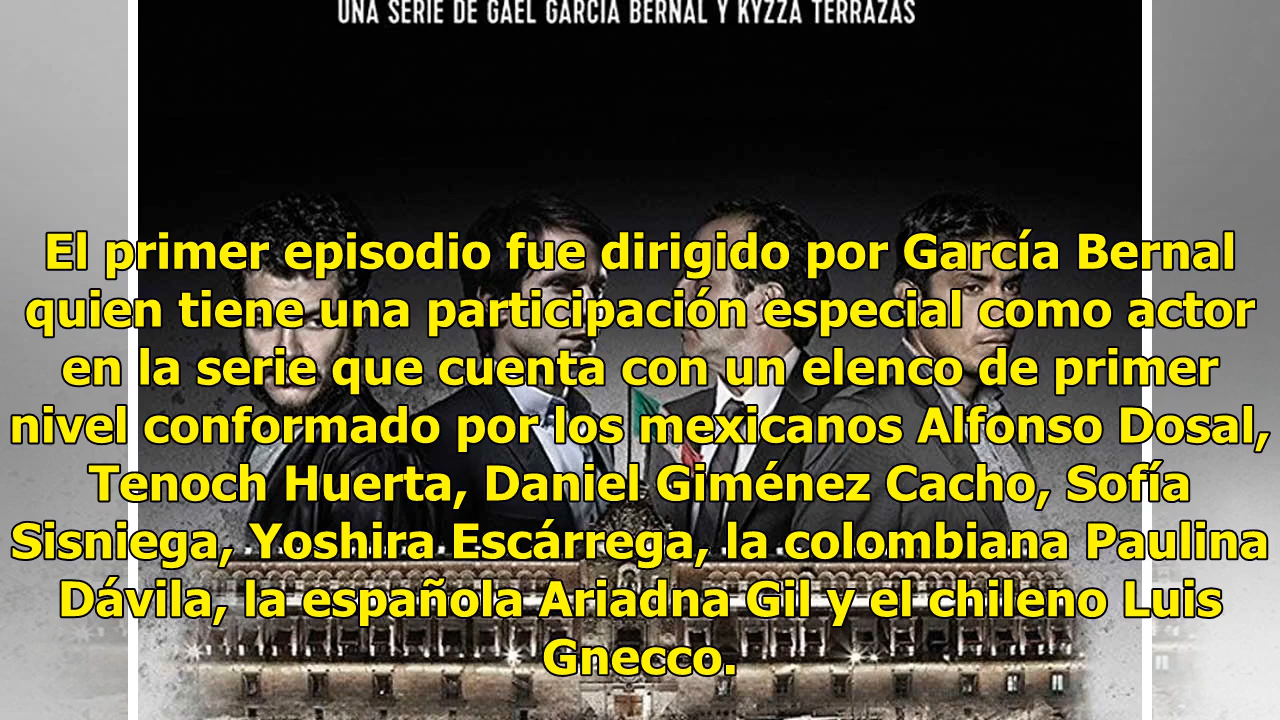 UNA SERIE DE GAEL GARCÍA BERNAL Y KYZZA TERRAZAS
El primer episodio fue dirigido por García Bernal
quien tiene una participación especial como actor
en la serie que cuenta con un elenco de primer
nivel conformado por los mexicanos Alfonso Dosal,
Tenoch Huerta, Daniel Giménez Cacho, Sofía
Sisniega, Yoshira Escárrega, la colombiana Paulina
Dávila, la española Ariadna Gil y el chileno Luis
Gnecco.